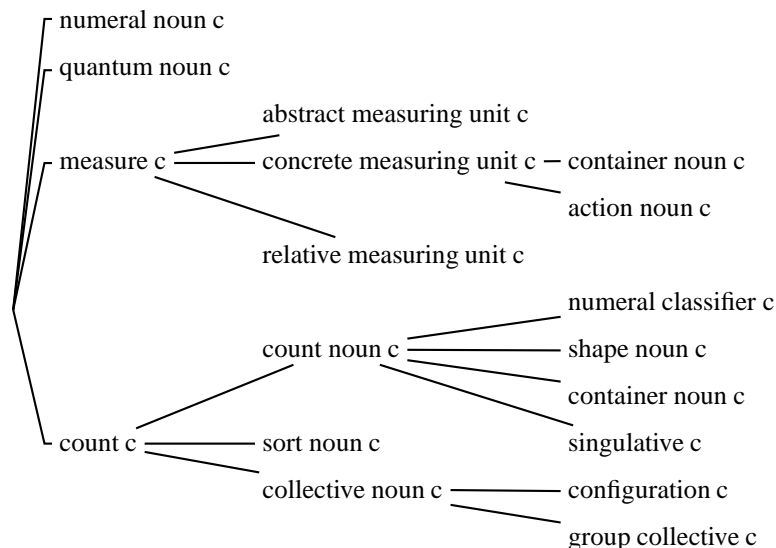 numeral noun c
quantum noun c
abstract measuring unit c
measure c concrete measuring unit c container noun c
action noun c
relative measuring unit c
numeral classifier c
count noun c shape noun c
container noun c
count c sort noun c singulative c
collective noun c configuration c
group collective c